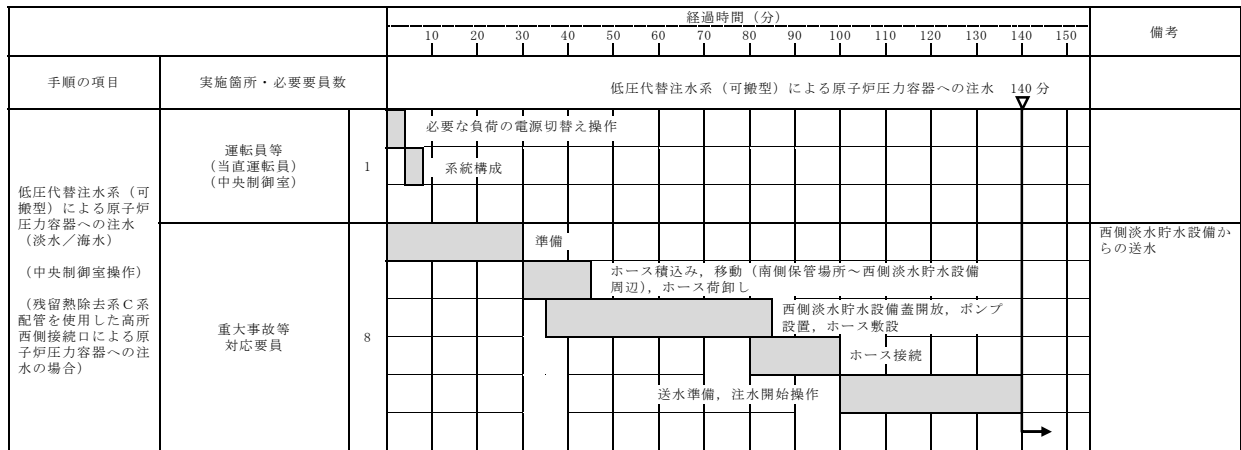 経過時間（分）
10 20 30 40 50 60 70 80 90 100 110 120 130 140 150
備考
手順の項目
実施箇所・必要要員数
低圧代替注水系（可搬型）による原子炉圧力容器への注水 140 分
低圧代替注水系（可
搬型）による原子炉
圧力容器への注水
（淡水／海水）
（中央制御室操作）
（残留熱除去系Ｃ系
配管を使用した高所
西側接続口による原
子炉圧力容器への注
水の場合）
運転員等
（当直運転員）
（中央制御室）
1
必要な負荷の電源切替え操作
系統構成
重大事故等
対応要員
8
準備
ホース積込み，移動（南側保管場所～西側淡水貯水設備
周辺），ホース荷卸し
西側淡水貯水設備蓋開放，ポンプ
設置，ホース敷設
ホース接続
送水準備，注水開始操作
西側淡水貯水設備か
らの送水